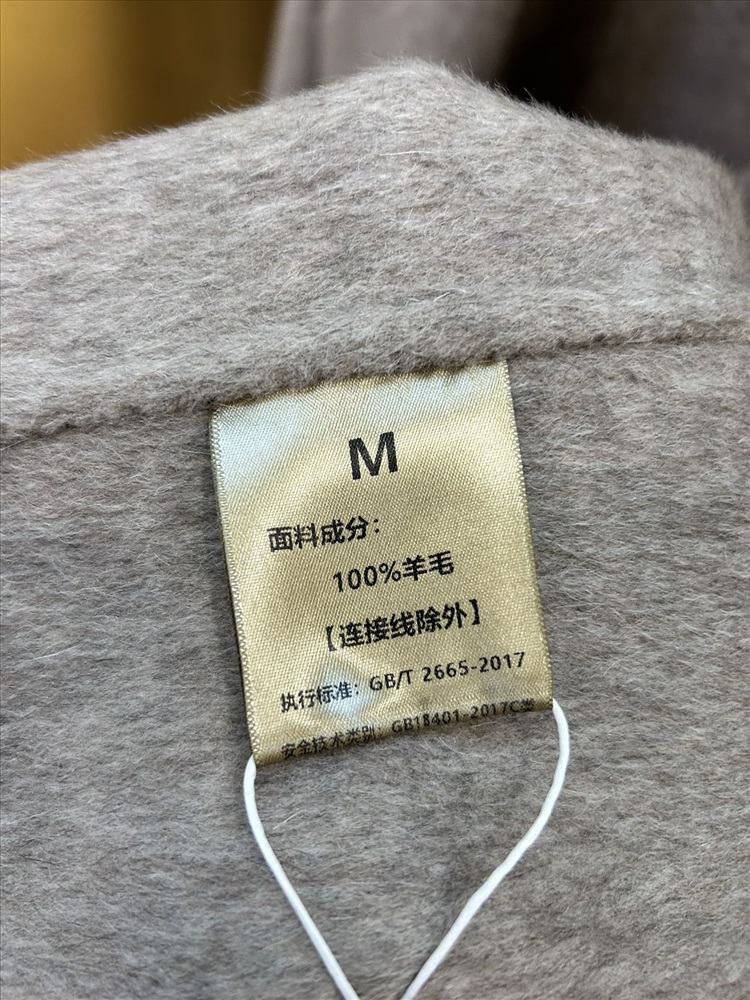 M
面料成分：
100%羊毛
【连接线除外】
执行标准：GB/T 2665-2017
安全技术类别：GB18401-2017C类